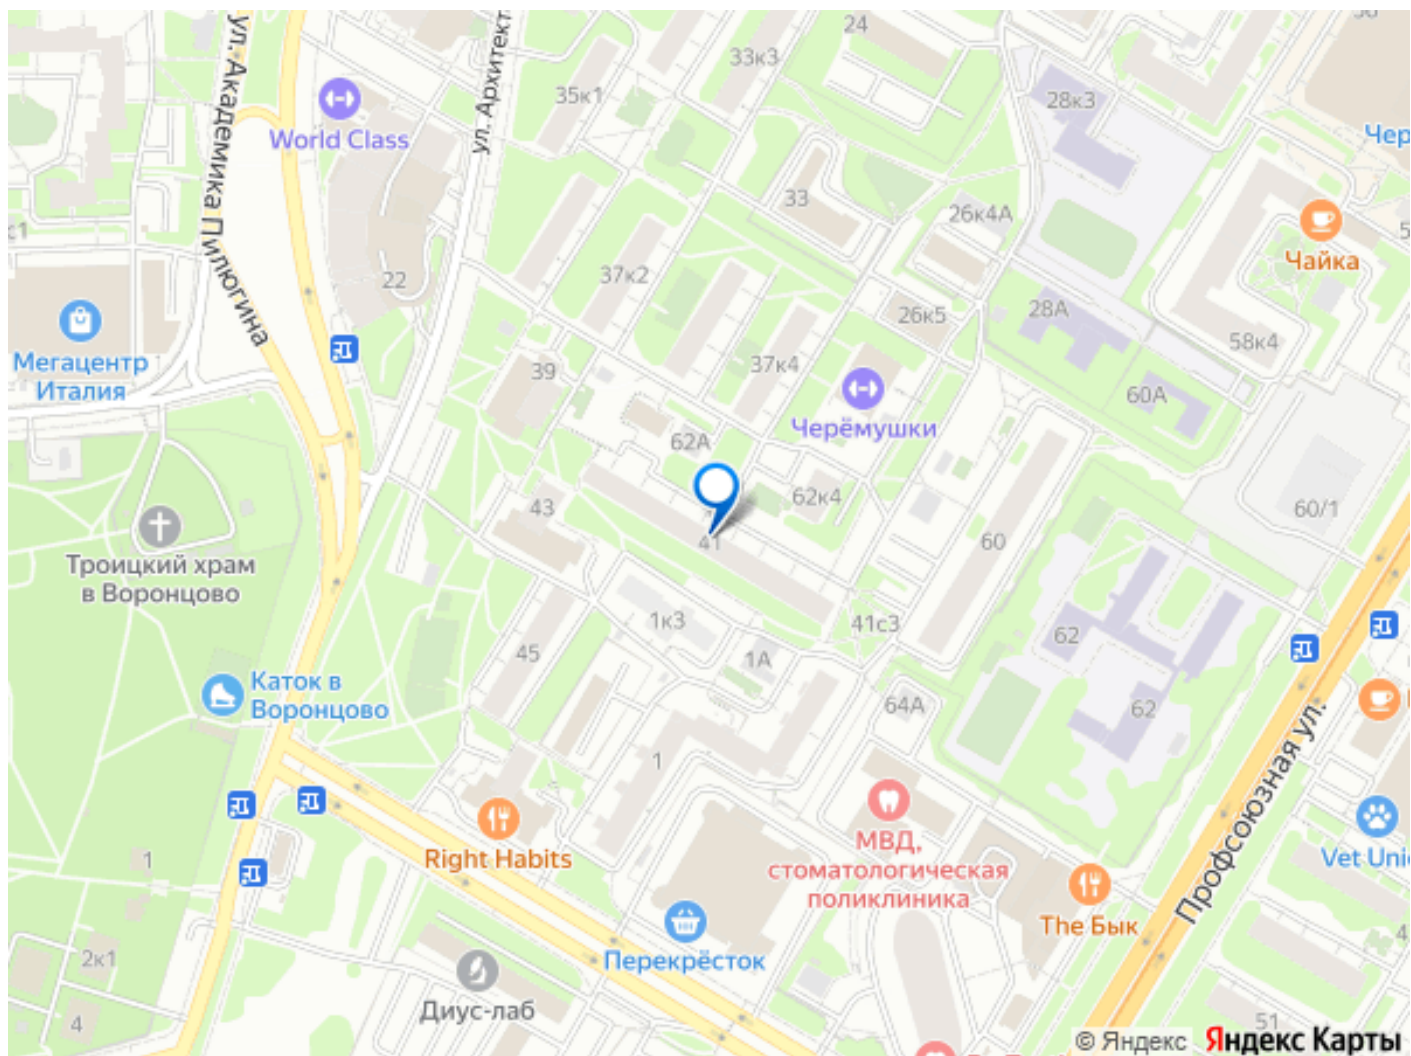 24
33к3
35к1
28к3
World Class
ул. Академика Пилюгина
ул. Архитект
Чер
33
26к4А
Чайка
22
37к2
26к5
28А
58к4
Мегацентр
Италия
39
37к4
60А
Черёмушки
62А
62к4
43
60/1
41
60
Троицкий храм
в Воронцово
1к3
41с3
62
45
1А
Каток в
Воронцово
64А
62
1
Профсоюзная ул.
Right Habits
МВД,
стоматологическая
поликлиника
Vet Uni
1
The Бык
2к1
Перекрёсток
Диус-лаб
4
51
© Яндекс Яндекс Карты